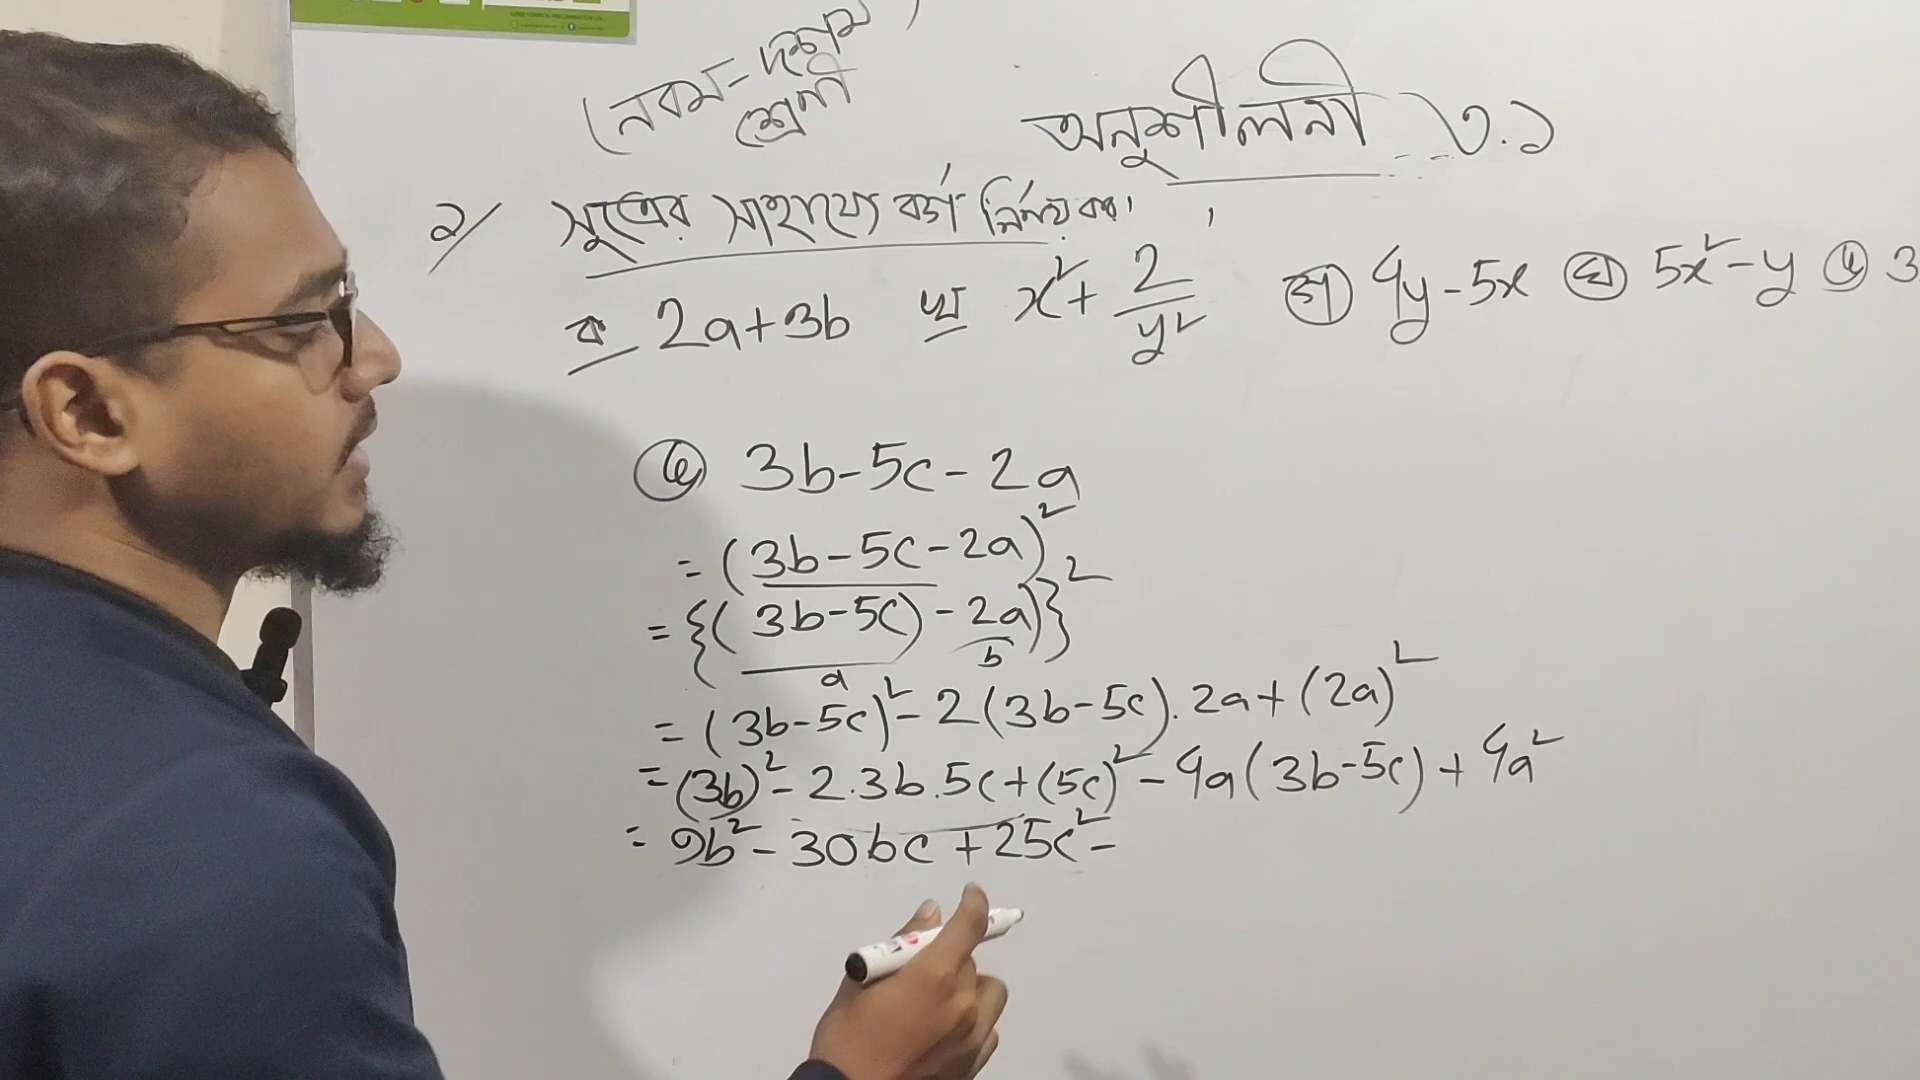 (নবম-দশম
শ্রেণী
অনুশীলনী ৩.১
২/ সূত্রের সাহায্যে বর্গ নির্ণয় কর।
ক 2a+3b খ x²+ 2/y² গ 4y-5x ঘ 5x²-y ঙ 3
ঙ 3b-5c-2a
= (3b-5c-2a)²
= {(3b-5c)-2a)}²
a b
= (3b-5c)²-2(3b-5c).2a+(2a)²
= (3b)²-2.3b.5c+(5c)²-4a(3b-5c)+4a²
= 9b²-30bc+25c²-